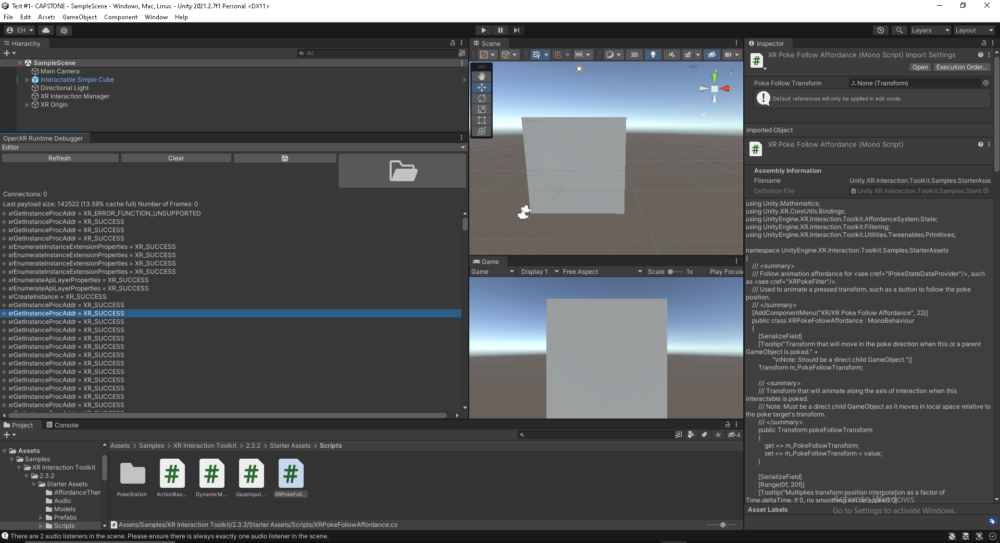 Test #1- CAPSTONE - SampleScene - Windows, Mac, Linux - Unity 2021.2.7f1 Personal <DX11>
File Edit Assets GameObject Component Window Help
EH Layers Layout
Hierarchy
All
SampleScene
Main Camera
Interactable Simple Cube
Directional Light
XR Interaction Manager
XR Origin
OpenXR Runtime Debugger
Editor
Refresh Clear
Connections: 0
Last payload size: 142522 (13.59% cache full) Number of Frames: 0
xrGetInstanceProcAddr = XR_ERROR_FUNCTION_UNSUPPORTED
xrGetInstanceProcAddr = XR_SUCCESS
xrGetInstanceProcAddr = XR_SUCCESS
xrGetInstanceProcAddr = XR_SUCCESS
xrEnumerateInstanceExtensionProperties = XR_SUCCESS
xrEnumerateInstanceExtensionProperties = XR_SUCCESS
xrEnumerateInstanceExtensionProperties = XR_SUCCESS
xrEnumerateInstanceExtensionProperties = XR_SUCCESS
xrEnumerateApiLayerProperties = XR_SUCCESS
xrEnumerateApiLayerProperties = XR_SUCCESS
xrCreateInstance = XR_SUCCESS
xrGetInstanceProcAddr = XR_SUCCESS
xrGetInstanceProcAddr = XR_SUCCESS
xrGetInstanceProcAddr = XR_SUCCESS
xrGetInstanceProcAddr = XR_SUCCESS
xrGetInstanceProcAddr = XR_SUCCESS
xrGetInstanceProcAddr = XR_SUCCESS
xrGetInstanceProcAddr = XR_SUCCESS
xrGetInstanceProcAddr = XR_SUCCESS
xrGetInstanceProcAddr = XR_SUCCESS
xrGetInstanceProcAddr = XR_SUCCESS
xrGetInstanceProcAddr = XR_SUCCESS
xrGetInstanceProcAddr = XR_SUCCESS
xrGetInstanceProcAddr = XR_SUCCESS
Scene
2D
y
x
Game
Game Display 1 Free Aspect Scale 1x Play Focuse
Inspector
XR Poke Follow Affordance (Mono Script) Import Settings
Open Execution Order...
Poke Follow Transform None (Transform)
Default references will only be applied in edit mode.
Imported Object
XR Poke Follow Affordance (Mono Script)
Assembly Information
Filename Unity.XR.Interaction.Toolkit.Samples.StarterAsse
Definition File Unity.XR.Interaction.Toolkit.Samples.Starte
using Unity.Mathematics;
using Unity.XR.CoreUtils.Bindings;
using UnityEngine.XR.Interaction.Toolkit.AffordanceSystem.State;
using UnityEngine.XR.Interaction.Toolkit.Filtering;
using UnityEngine.XR.Interaction.Toolkit.Utilities.Tweenables.Primitives;
namespace UnityEngine.XR.Interaction.Toolkit.Samples.StarterAssets
{
/// <summary>
/// Follow animation affordance for <see cref="IPokeStateDataProvider"/>, such
as <see cref="XRPokeFilter"/>.
/// Used to animate a pressed transform, such as a button to follow the poke
position.
/// </summary>
[AddComponentMenu("XR/XR Poke Follow Affordance", 22)]
public class XRPokeFollowAffordance : MonoBehaviour
{
[SerializeField]
[Tooltip("Transform that will move in the poke direction when this or a parent
GameObject is poked." +
"\nNote: Should be a direct child GameObject.")]
Transform m_PokeFollowTransform;
/// <summary>
/// Transform that will animate along the axis of interaction when this
interactable is poked.
/// Note: Must be a direct child GameObject as it moves in local space relative to
the poke target's transform.
/// </summary>
public Transform pokeFollowTransform
{
get => m_PokeFollowTransform;
set => m_PokeFollowTransform = value;
}
[SerializeField]
[Range(0f, 20f)]
[Tooltip("Multiplies transform position interpolation as a factor of
Time.deltaTime. If 0, no smoothing will be applied.")]
Asset Labels
Activate Windows
Go to Settings to activate Windows.
Project Console
4
Assets > Samples > XR Interaction Toolkit > 2.3.2 > Starter Assets > Scripts
Assets
Samples
XR Interaction Toolkit
2.3.2
Starter Assets
AffordanceThem
Audio
Models
Prefabs
Scripts
PokeStation ActionBas... DynamicM... GazeInput... XRPokeFoll...
Assets/Samples/XR Interaction Toolkit/2.3.2/Starter Assets/Scripts/XRPokeFollowAffordance.cs
There are 2 audio listeners in the scene. Please ensure there is always exactly one audio listener in the scene.